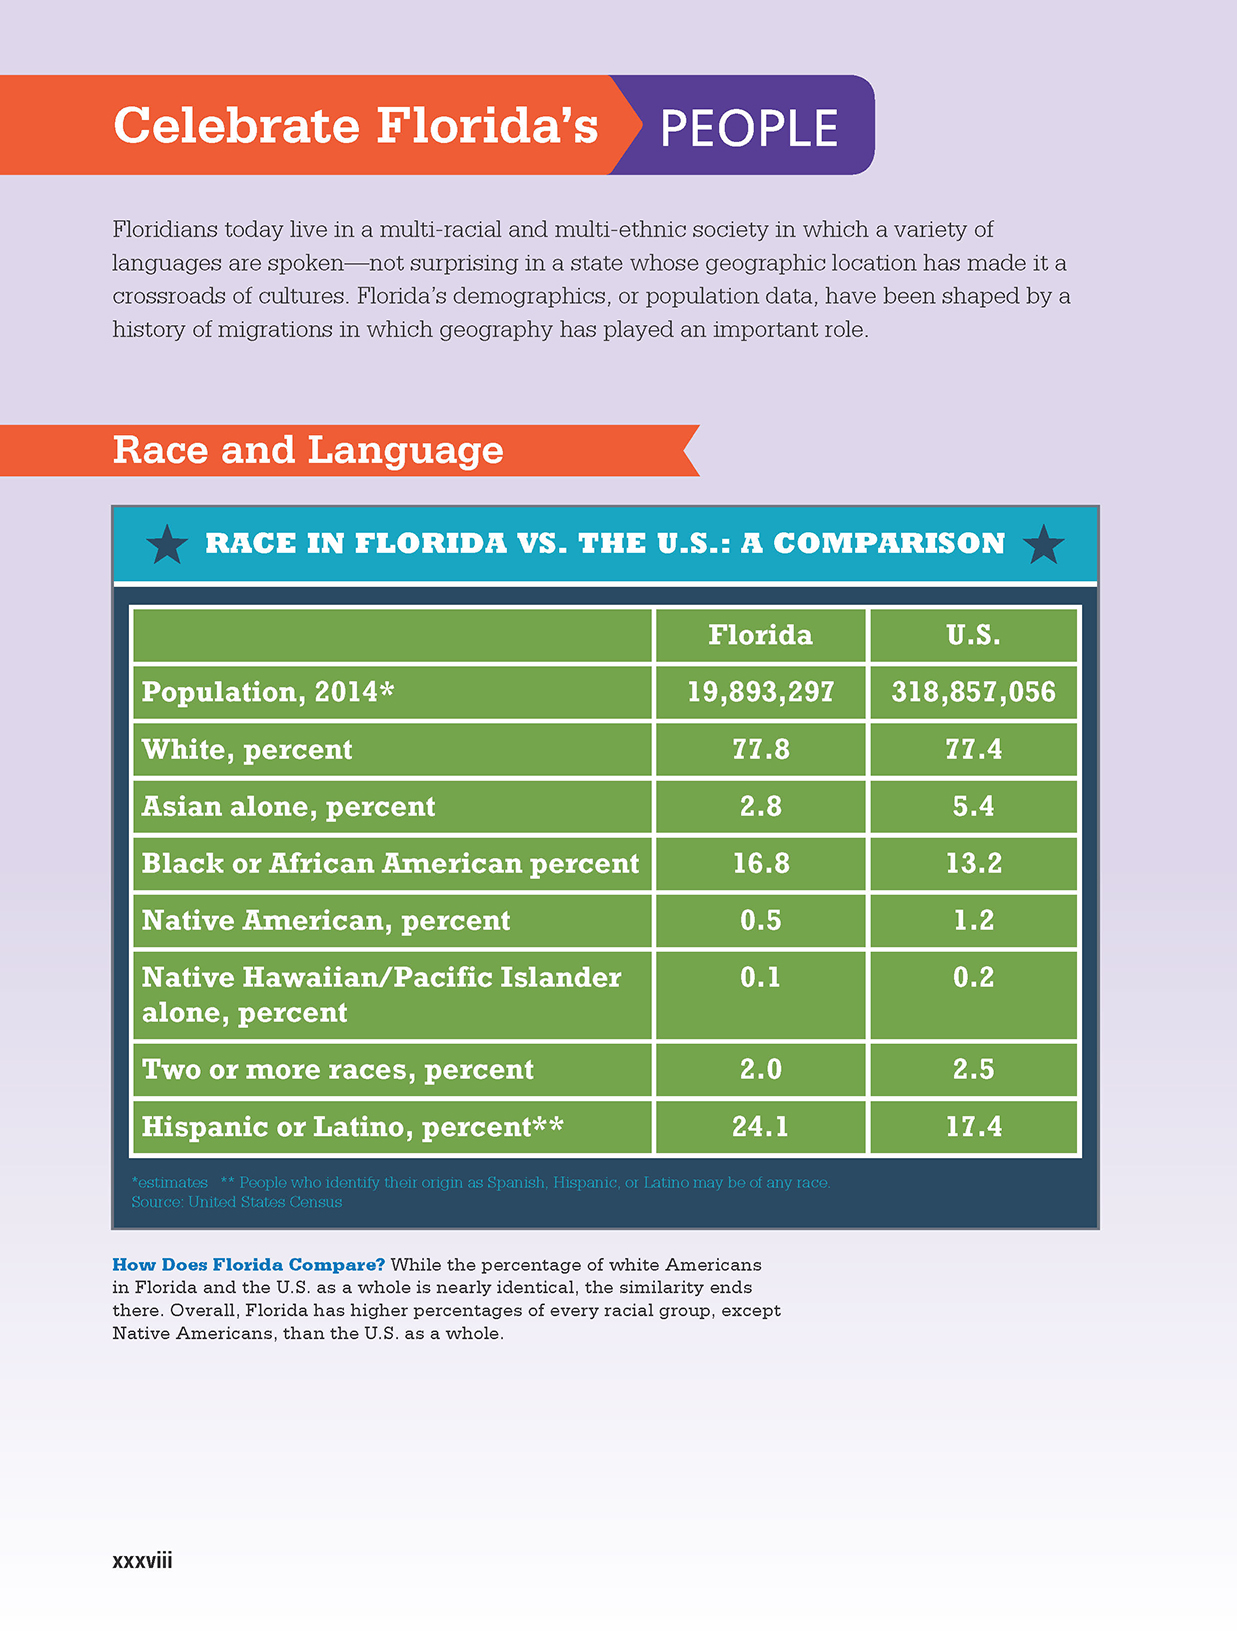 Celebrate Florida's PEOPLE
Floridians today live in a multi-racial and multi-ethnic society in which a variety of
languages are spoken—not surprising in a state whose geographic location has made it a
crossroads of cultures. Florida's demographics, or population data, have been shaped by a
history of migrations in which geography has played an important role.
Race and Language
RACE IN FLORIDA VS. THE U.S.: A COMPARISON
Florida U.S.
Population, 2014* 19,893,297 318,857,056
White, percent 77.8 77.4
Asian alone, percent 2.8 5.4
Black or African American percent 16.8 13.2
Native American, percent 0.5 1.2
Native Hawaiian/Pacific Islander 0.1 0.2
alone, percent
Two or more races, percent 2.0 2.5
Hispanic or Latino, percent** 24.1 17.4
*estimates ** People who identify their origin as Spanish, Hispanic, or Latino may be of any race.
Source: United States Census
How Does Florida Compare? While the percentage of white Americans
in Florida and the U.S. as a whole is nearly identical, the similarity ends
there. Overall, Florida has higher percentages of every racial group, except
Native Americans, than the U.S. as a whole.
xxxviii